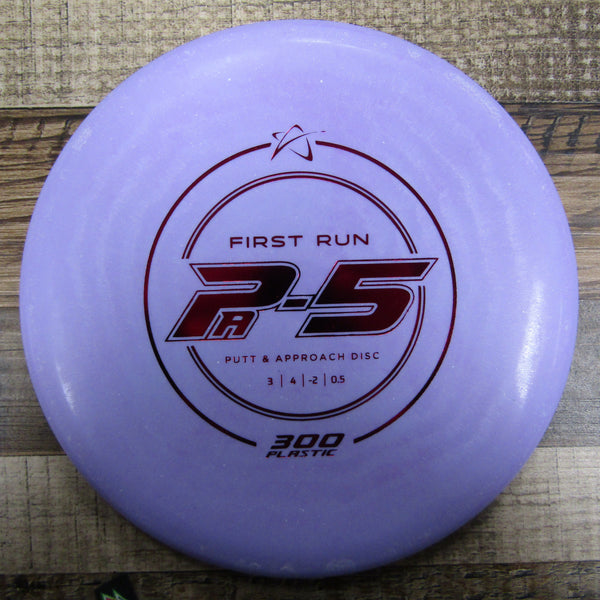 FIRST RUN
PA-5
PUTT & APPROACH DISC
3 | 4 | -2 | 0.5
300
PLASTIC